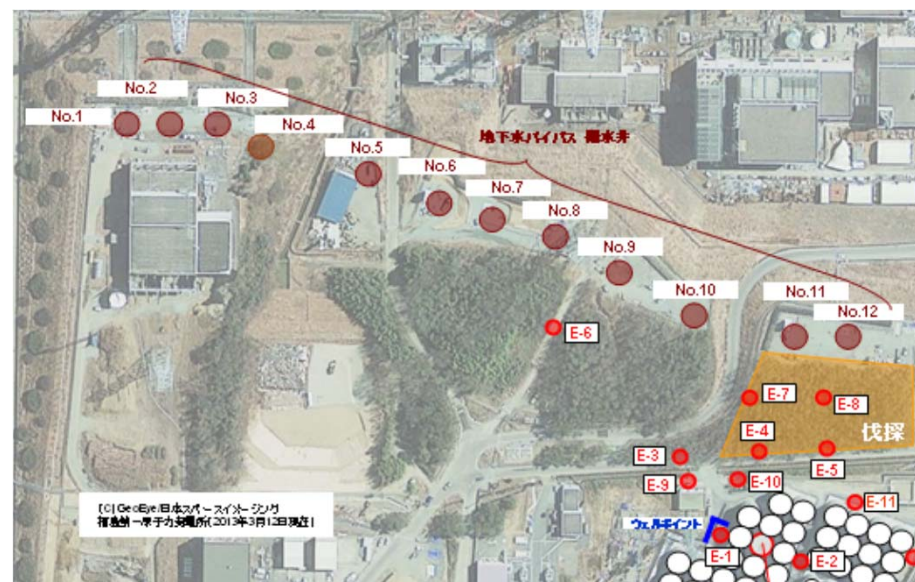 No.2
No.1
No.3
No.4
No.5
地下水バイパス 揚水井
No.6
No.7
No.8
No.9
No.10
No.11
No.12
E-6
E-7
E-8
伐採
E-4
E-3
E-5
E-9
E-10
E-11
ウェルポイント
E-1
E-2
(C)GeoEye/日本スペースイメージング
福島第一原子力発電所(2013年3月12日現在)